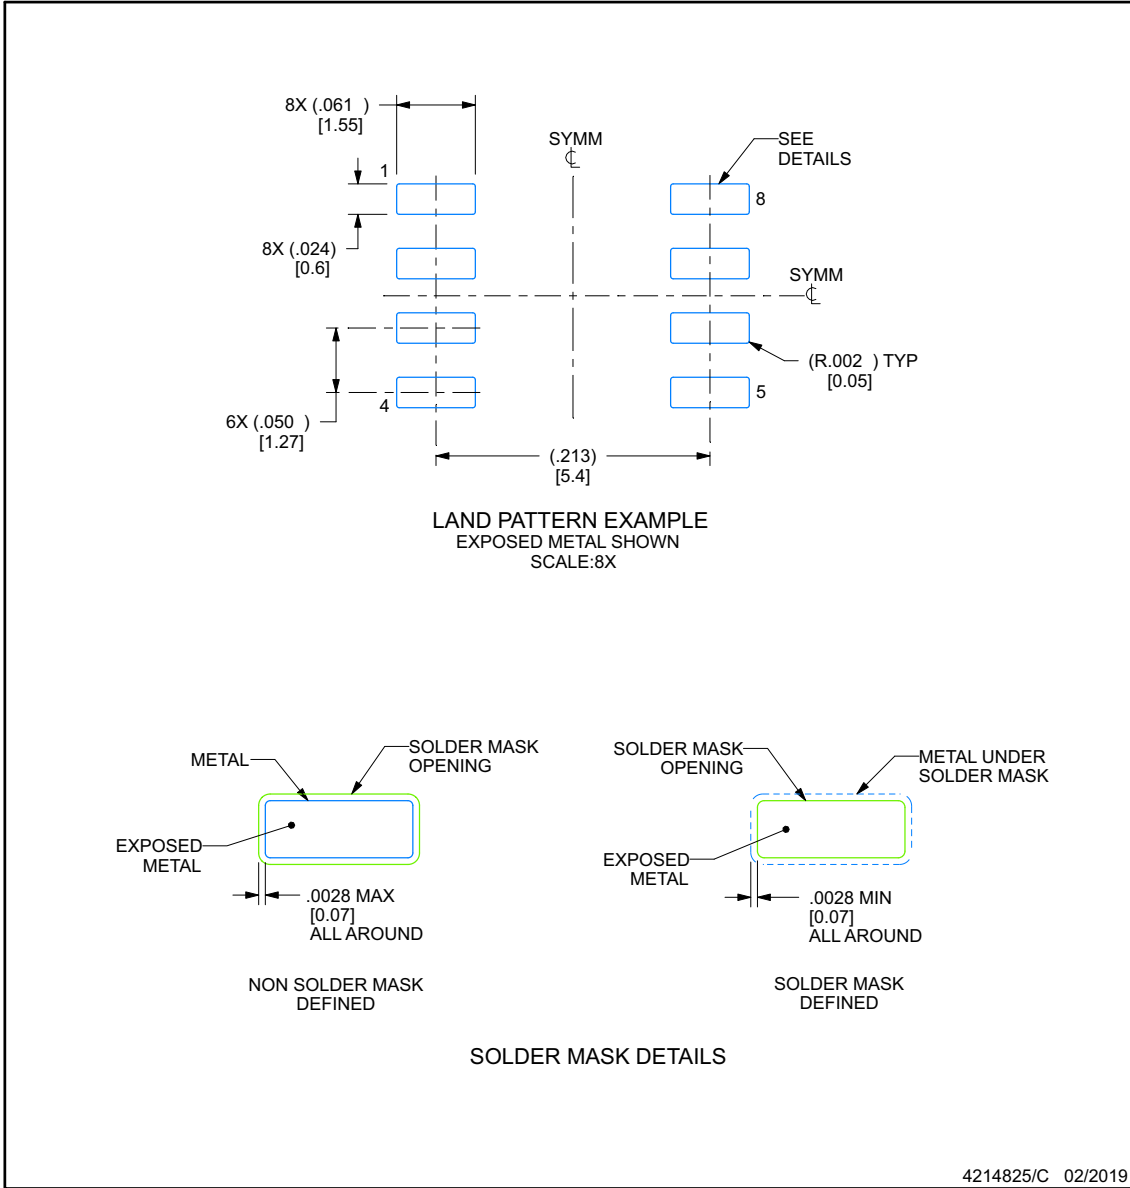 8X (.061 )
[1.55]
SYMM
℄
SEE
DETAILS
1
8
8X (.024)
[0.6]
SYMM
℄
(R.002 ) TYP
[0.05]
4
5
6X (.050 )
[1.27]
(.213)
[5.4]
LAND PATTERN EXAMPLE
EXPOSED METAL SHOWN
SCALE:8X
METAL
SOLDER MASK
OPENING
EXPOSED
METAL
.0028 MAX
[0.07]
ALL AROUND
NON SOLDER MASK
DEFINED
SOLDER MASK
OPENING
METAL UNDER
SOLDER MASK
EXPOSED
METAL
.0028 MIN
[0.07]
ALL AROUND
SOLDER MASK
DEFINED
SOLDER MASK DETAILS
4214825/C 02/2019